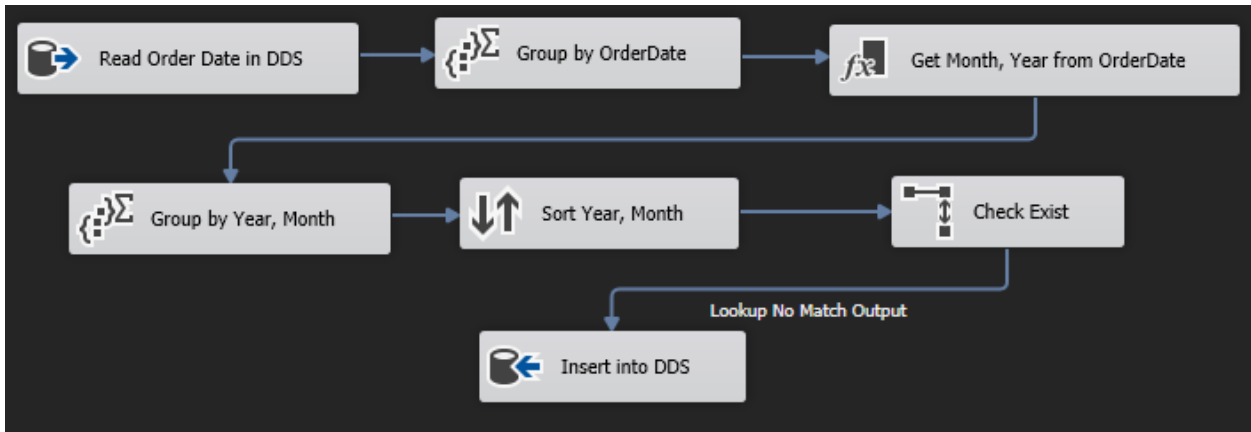 Read Order Date in DDS
Group by OrderDate
Get Month, Year from OrderDate
Group by Year, Month
Sort Year, Month
Check Exist
Lookup No Match Output
Insert into DDS